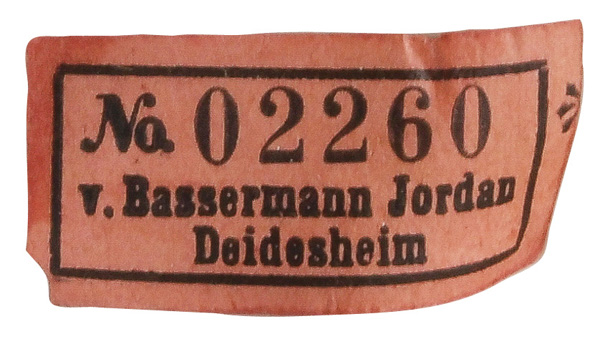 No. 02260
v. Bassermann Jordan
Deidesheim